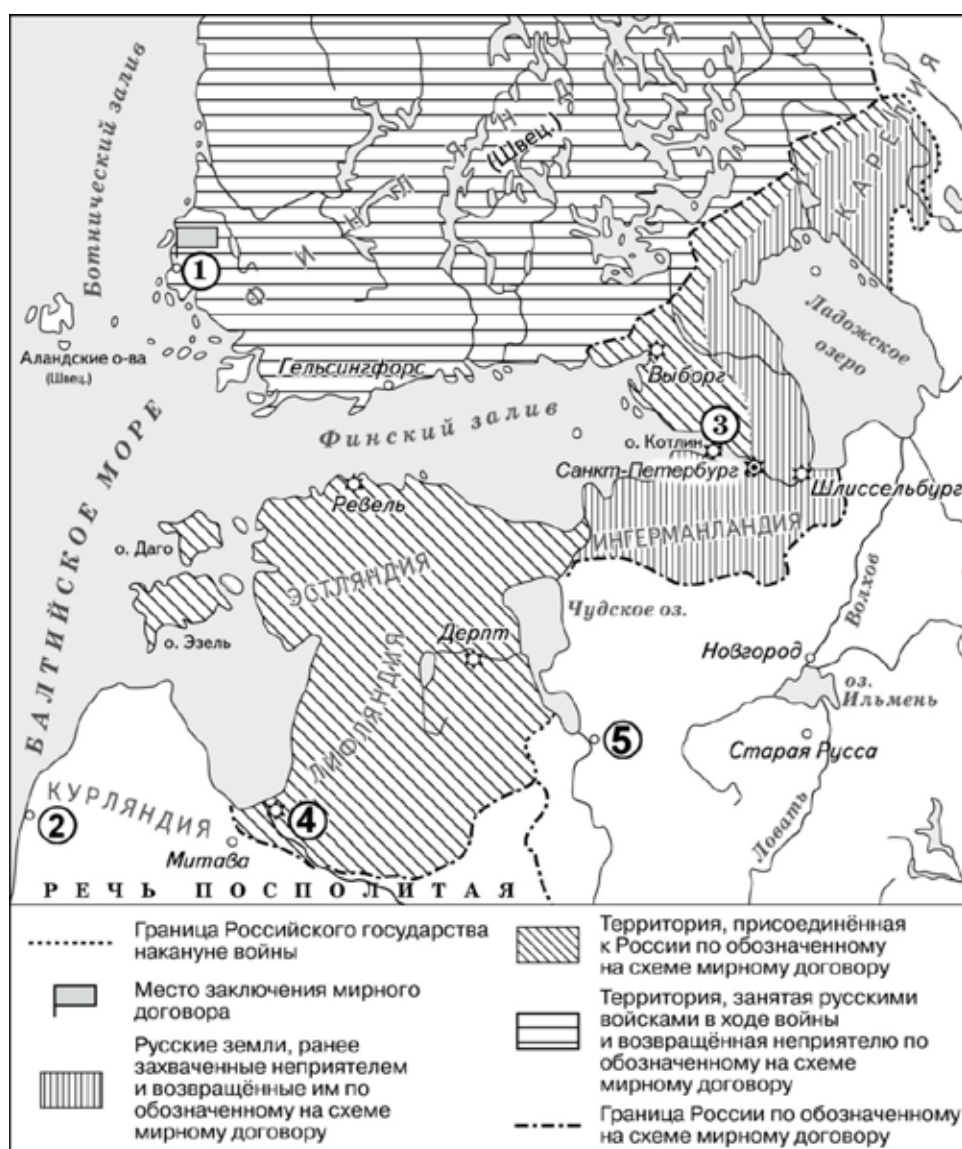 Ботнический залив
ФИНЛЯНДИЯ
(Швец.)
КАРЕЛИЯ
1
Аландские о-ва
(Швец.)
Гельсингфорс
Выборг
Ладожское
озеро
Финский залив
3
о. Котлин
Санкт-Петербург
Шлиссельбург
БАЛТИЙСКОЕ МОРЕ
Ревель
ИНГЕРМАНЛАНДИЯ
о. Даго
ЭСТЛЯНДИЯ
Чудское оз.
Волхов
о. Эзель
Дерпт
Новгород
оз.
Ильмень
ЛИФЛЯНДИЯ
5
Старая Русса
КУРЛЯНДИЯ
2
4
Митава
Ловать
РЕЧЬ ПОСПОЛИТАЯ
Граница Российского государства
накануне войны
Место заключения мирного
договора
Русские земли, ранее
захваченные неприятелем
и возвращённые им по
обозначенному на схеме
мирному договору
Территория, присоединённая
к России по обозначенному
на схеме мирному договору
Территория, занятая русскими
войсками в ходе войны
и возвращённая неприятелю по
обозначенному на схеме
мирному договору
Граница России по обозначенному
на схеме мирному договору